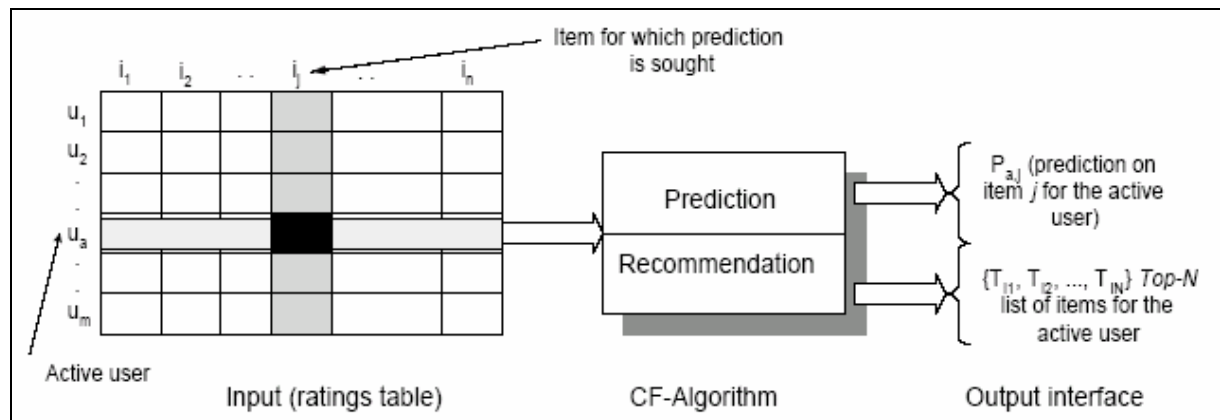 Item for which prediction
is sought
i1 i2 . . ij . . in
u1
u2
.
.
ua
.
.
um
Active user
Input (ratings table)
Prediction
Recommendation
CF-Algorithm
Pa,j (prediction on
item j for the active
user)
{TI1, TI2, ..., TIN} Top-N
list of items for the
active user
Output interface